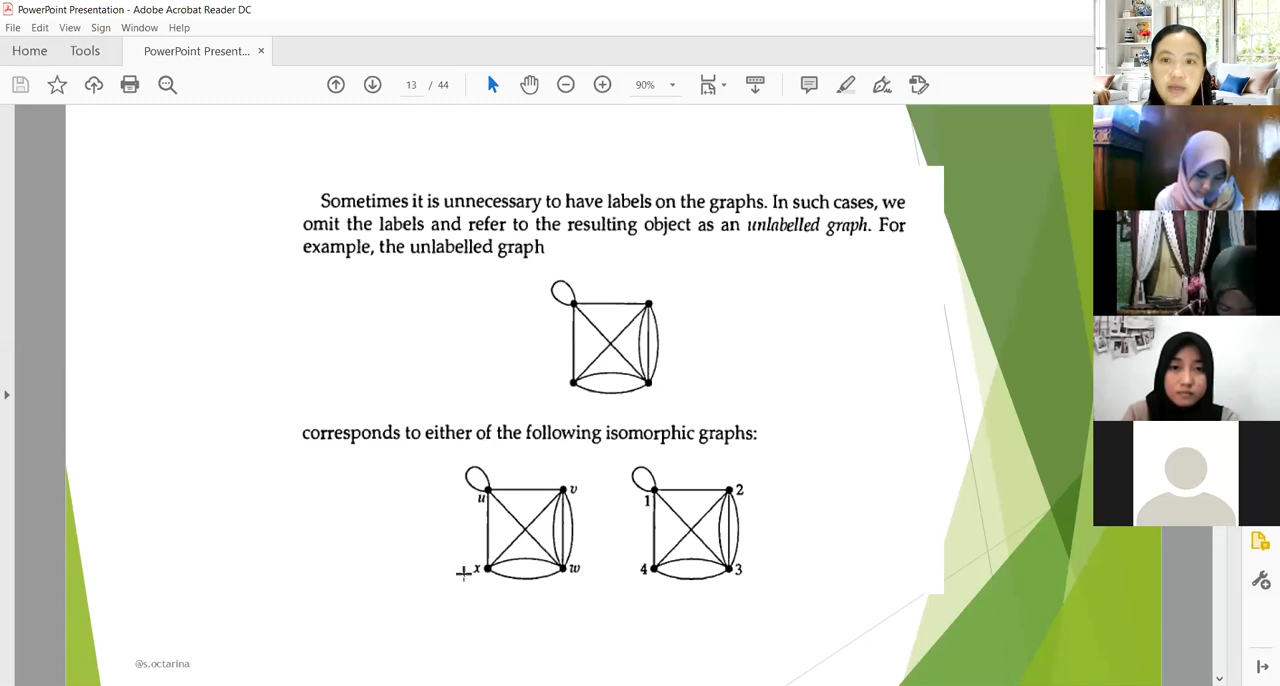 PowerPoint Presentation - Adobe Acrobat Reader DC
File Edit View Sign Window Help
Home Tools PowerPoint Present... ×
13 / 44 90%
Sometimes it is unnecessary to have labels on the graphs. In such cases, we
omit the labels and refer to the resulting object as an unlabelled graph. For
example, the unlabelled graph
corresponds to either of the following isomorphic graphs:
u v 1 2
x w 4 3
@s.octarina